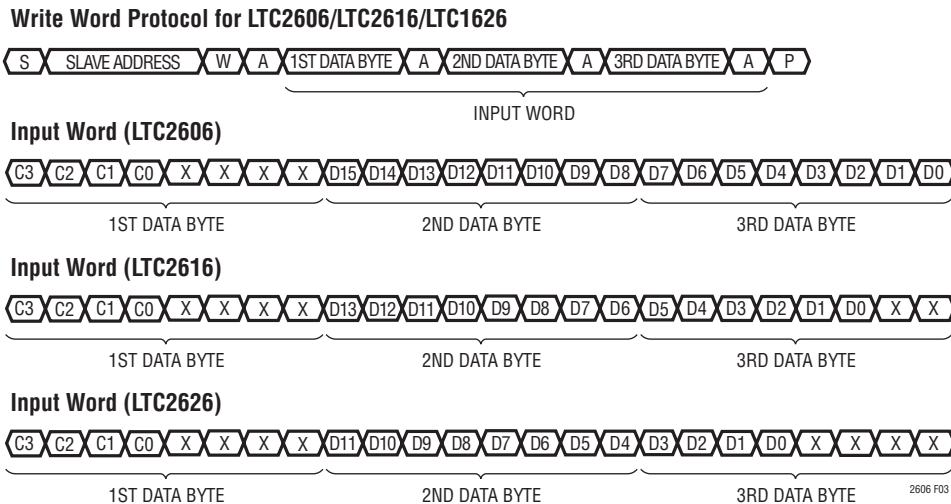 Write Word Protocol for LTC2606/LTC2616/LTC1626
S SLAVE ADDRESS W A 1ST DATA BYTE A 2ND DATA BYTE A 3RD DATA BYTE A P
INPUT WORD
Input Word (LTC2606)
C3 C2 C1 C0 X X X X D15 D14 D13 D12 D11 D10 D9 D8 D7 D6 D5 D4 D3 D2 D1 D0
1ST DATA BYTE 2ND DATA BYTE 3RD DATA BYTE
Input Word (LTC2616)
C3 C2 C1 C0 X X X X D13 D12 D11 D10 D9 D8 D7 D6 D5 D4 D3 D2 D1 D0 X X
1ST DATA BYTE 2ND DATA BYTE 3RD DATA BYTE
Input Word (LTC2626)
C3 C2 C1 C0 X X X X D11 D10 D9 D8 D7 D6 D5 D4 D3 D2 D1 D0 X X X X
1ST DATA BYTE 2ND DATA BYTE 3RD DATA BYTE 2606 F03